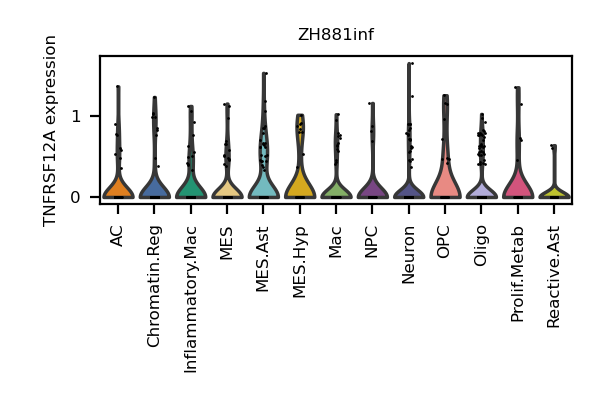 ZH881inf
TNFRSF12A expression
1
0
AC
Chromatin.Reg
Inflammatory.Mac
MES
MES.Ast
MES.Hyp
Mac
NPC
Neuron
OPC
Oligo
Prolif.Metab
Reactive.Ast